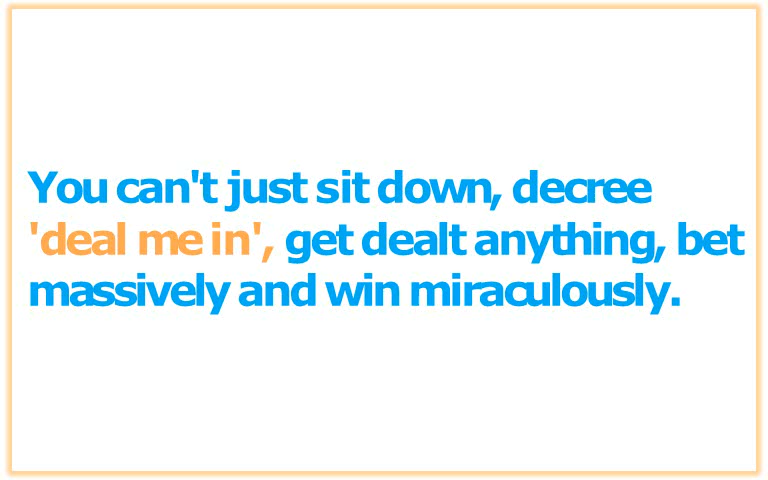 You can't just sit down, decree
'deal me in', get dealt anything, bet
massively and win miraculously.